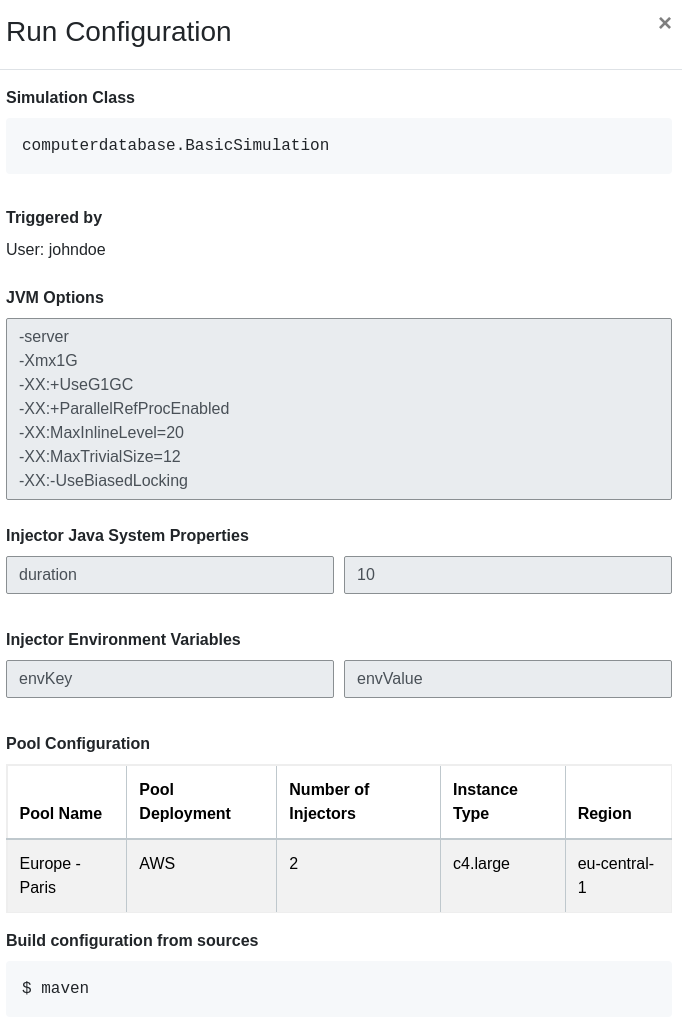 Run Configuration
×
Simulation Class
computerdatabase.BasicSimulation
Triggered by
User: johndoe
JVM Options
-server
-Xmx1G
-XX:+UseG1GC
-XX:+ParallelRefProcEnabled
-XX:MaxInlineLevel=20
-XX:MaxTrivialSize=12
-XX:-UseBiasedLocking
Injector Java System Properties
duration 10
Injector Environment Variables
envKey envValue
Pool Configuration
Pool Name
Pool
Deployment
Number of
Injectors
Instance
Type
Region
Europe -
Paris
AWS
2
c4.large
eu-central-
1
Build configuration from sources
$ maven